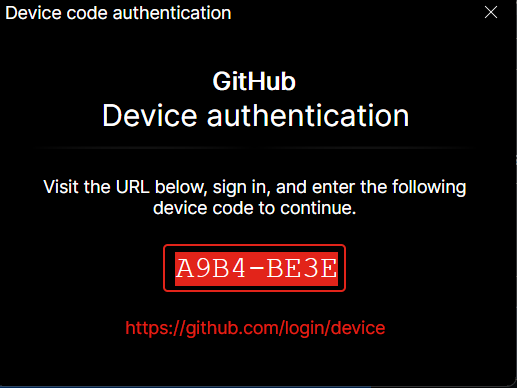 Device code authentication
GitHub
Device authentication
Visit the URL below, sign in, and enter the following
device code to continue.
A9B4-BE3E
https://github.com/login/device